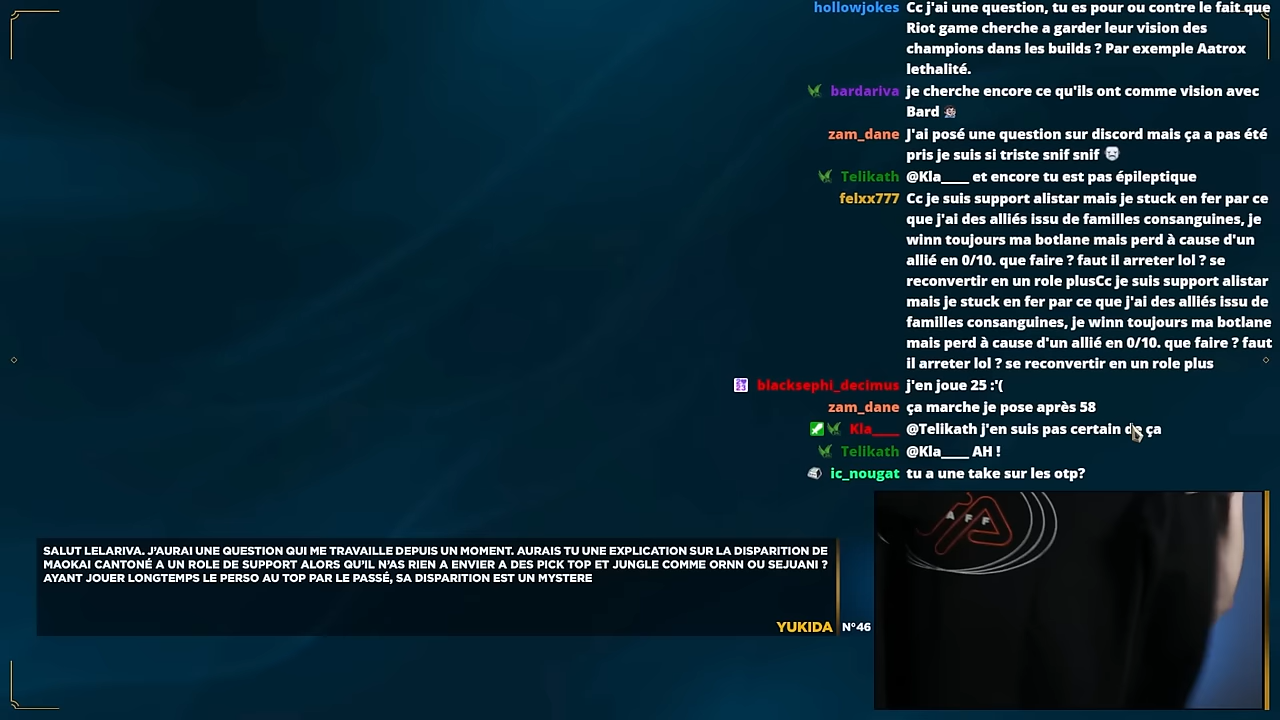 hollowjokes Cc j'ai une question, tu es pour ou contre le fait que
Riot game cherche a garder leur vision des
champions dans les builds ? Par exemple Aatrox
lethalité.
bardariva je cherche encore ce qu'ils ont comme vision avec
Bard
zam_dane J'ai posé une question sur discord mais ça a pas été
pris je suis si triste snif snif
Telikath @Kla____ et encore tu est pas épileptique
felxx777 Cc je suis support alistar mais je stuck en fer par ce
que j'ai des alliés issu de familles consanguines, je
winn toujours ma botlane mais perd à cause d'un
allié en 0/10. que faire ? faut il arreter lol ? se
reconvertir en un role plusCc je suis support alistar
mais je stuck en fer par ce que j'ai des alliés issu de
familles consanguines, je winn toujours ma botlane
mais perd à cause d'un allié en 0/10. que faire ? faut
il arreter lol ? se reconvertir en un role plus
blacksephi_decimus j'en joue 25 :'(
zam_dane ça marche je pose après 58
Kla____ @Telikath j'en suis pas certain de ça
Telikath @Kla____ AH !
ic_nougat tu a une take sur les otp?
AFF
SALUT LELARIVA. J'AURAI UNE QUESTION QUI ME TRAVAILLE DEPUIS UN MOMENT. AURAIS TU UNE EXPLICATION SUR LA DISPARITION DE
MAOKAI CANTONÉ A UN ROLE DE SUPPORT ALORS QU'IL N'AS RIEN A ENVIER A DES PICK TOP ET JUNGLE COMME ORNN OU SEJUANI ?
AYANT JOUER LONGTEMPS LE PERSO AU TOP PAR LE PASSÉ, SA DISPARITION EST UN MYSTERE
YUKIDA N°46